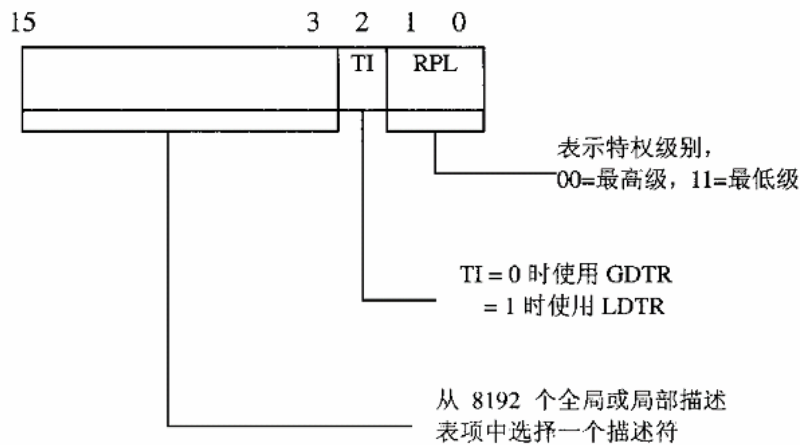 15 3 2 1 0
TI RPL
表示特权级别，
00=最高级，11=最低级
TI = 0 时使用 GDTR
= 1 时使用 LDTR
从 8192 个全局或局部描述
表项中选择一个描述符